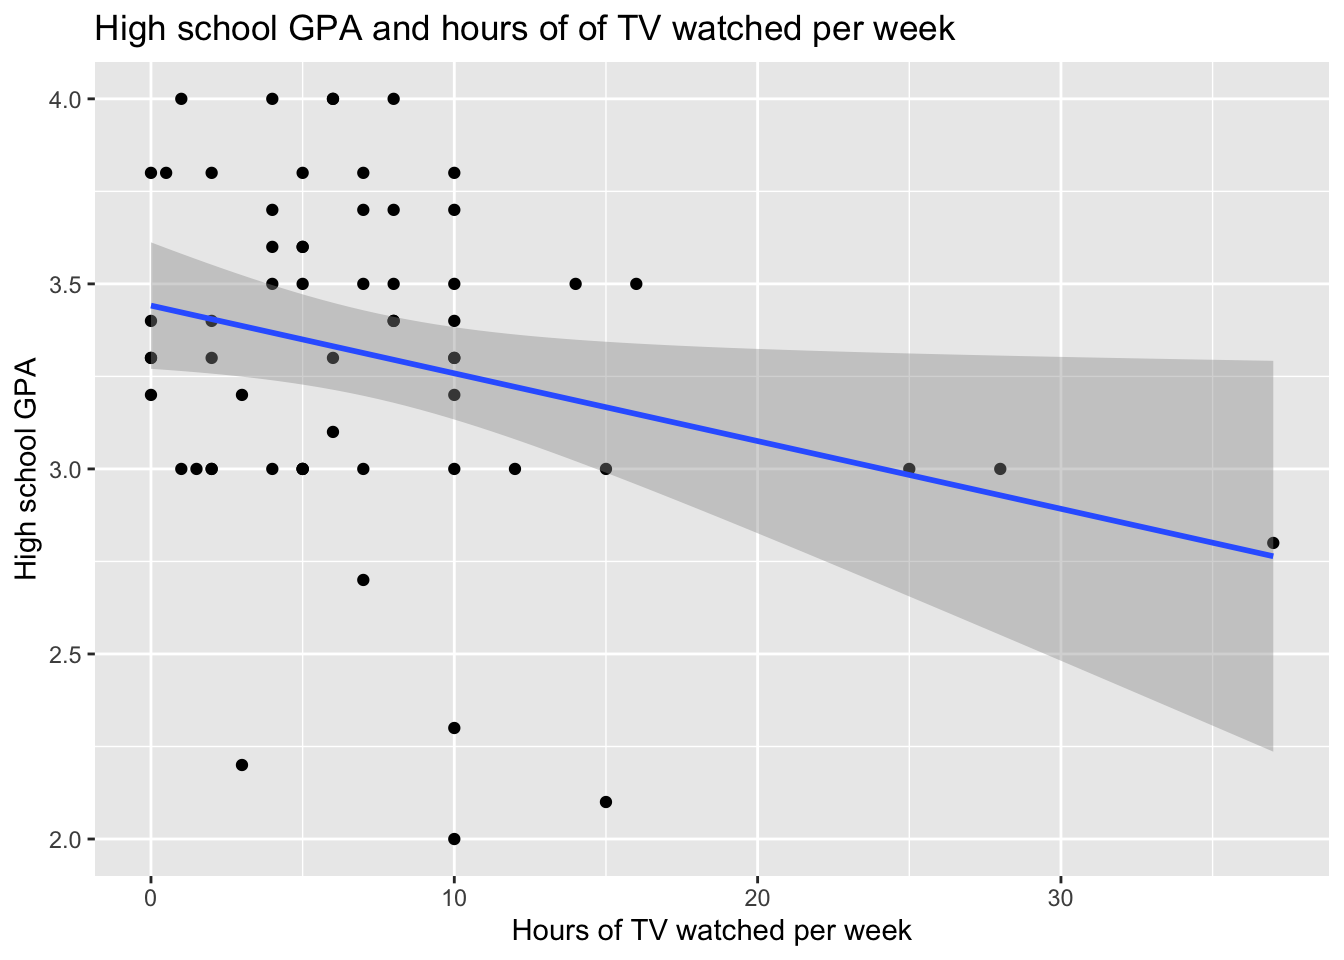 High school GPA and hours of of TV watched per week
4.0
3.5
3.0
2.5
2.0
High school GPA
0 10 20 30
Hours of TV watched per week